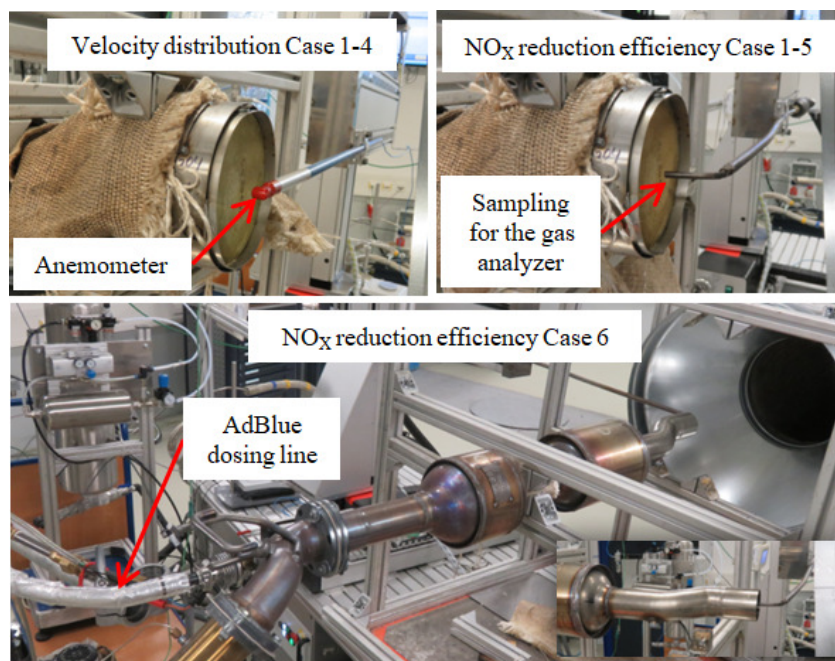 Velocity distribution Case 1-4
Anemometer
NOX reduction efficiency Case 1-5
Sampling
for the gas
analyzer
NOX reduction efficiency Case 6
AdBlue
dosing line